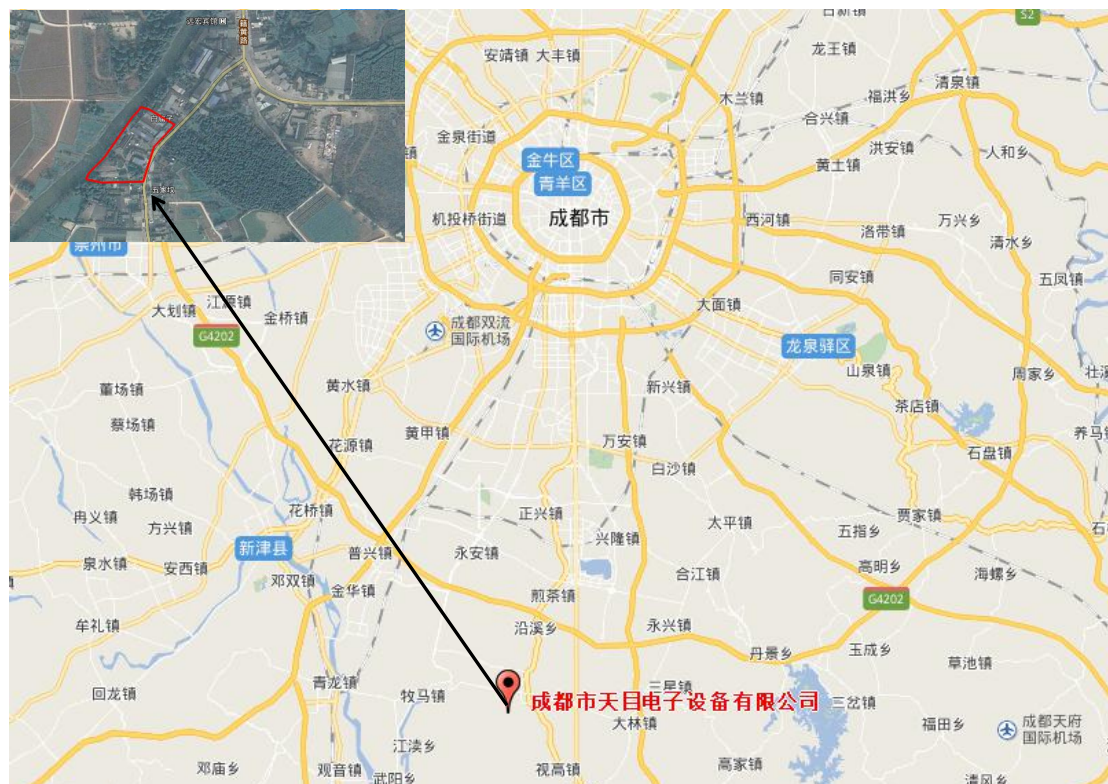 籍黄路
古新镇
S2
安靖镇
大丰镇
龙王镇
清泉镇
木兰镇
福洪乡
合兴镇
金泉街道
洪安镇
人和乡
镇
黄土镇
金牛区
青羊区
机投桥街道
成都市
西河镇
洛带镇
万兴乡
清水乡
崇州市
同安镇
五凤镇
大划镇
江源镇
金桥镇
大面镇
G4202
成都双流
国际机场
龙泉驿区
山泉镇
周家乡
董场镇
黄水镇
新兴镇
茶店镇
蔡场镇
黄甲镇
养马
花源镇
万安镇
石盘镇
白沙镇
韩场镇
花桥镇
正兴镇
贾家镇
冉义镇
方兴镇
太平镇
五指乡
新津县
普兴镇
永安镇
兴隆镇
泉水镇
安西镇
邓双镇
金华镇
合江镇
高明乡
海螺乡
煎茶镇
G4202
牟礼镇
沿溪乡
永兴镇
丹景乡
玉成乡
草池镇
回龙镇
青龙镇
牧马镇
三星镇
成都市天目电子设备有限公司
三岔镇
大林镇
福田乡
成都天府
国际机场
江渎乡
邓庙乡
观音镇
武阳乡
视高镇
高家镇
清风乡